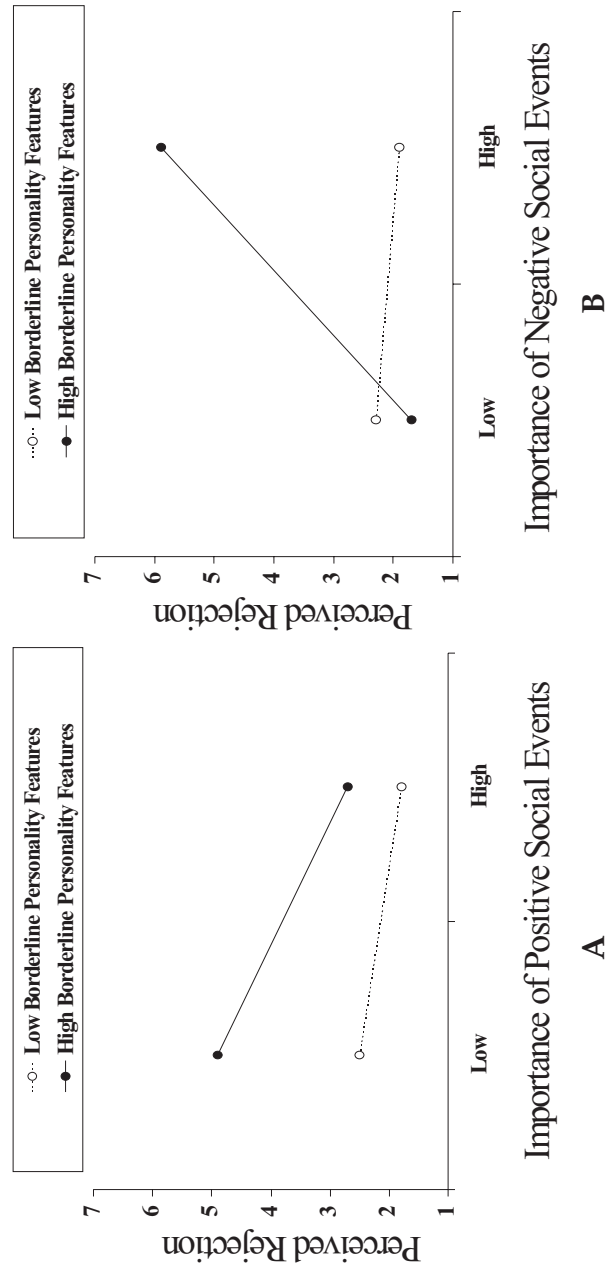 Low Borderline Personality Features
High Borderline Personality Features
7
6
5
4
3
2
1
Perceived Rejection
Low
High
Importance of Positive Social Events
A
Low Borderline Personality Features
High Borderline Personality Features
7
6
5
4
3
2
1
Perceived Rejection
Low
High
Importance of Negative Social Events
B